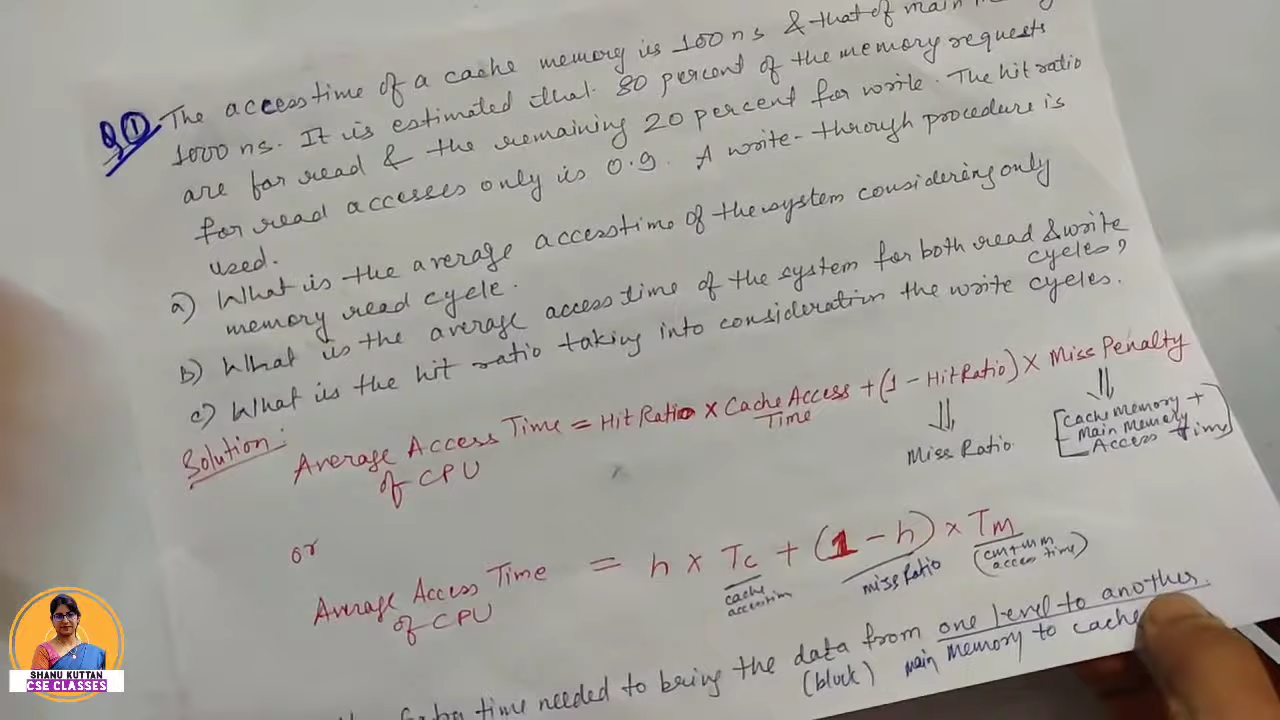 Q① The access time of a cache memory is 100 ns & that of main
1000 ns. It is estimated that 80 percent of the memory requests
are for read & the remaining 20 percent for write. The hit ratio
for read accesses only is 0.9. A write-through procedure is
used.
a) What is the average access time of the system considering only
memory read cycle.
b) What is the average access time of the system for both read & write
cycles?
c) What is the hit ratio taking into consideration the write cycles.
Solution:-
Average Access Time = Hit Ratio × Cache Access + (1 - Hit Ratio) × Miss Penalty
of CPU Time
Miss Ratio
[Cache Memory +
Main Memory
Access time]
or
Average Access Time = h × Tc + (1 - h) × TM
of CPU
cache
miss Ratio
(cm + mm
access time)
time needed to bring the data from one level to another
(block) main memory to cache
SHANU KUTTAN
CSE CLASSES